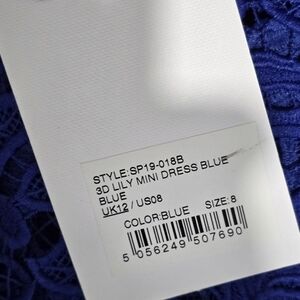 STYLE:SP19-018B
3D LILY MINI DRESS BLUE
BLUE
UK12 / US08
COLOR:BLUE SIZE:8
5 056249 507690